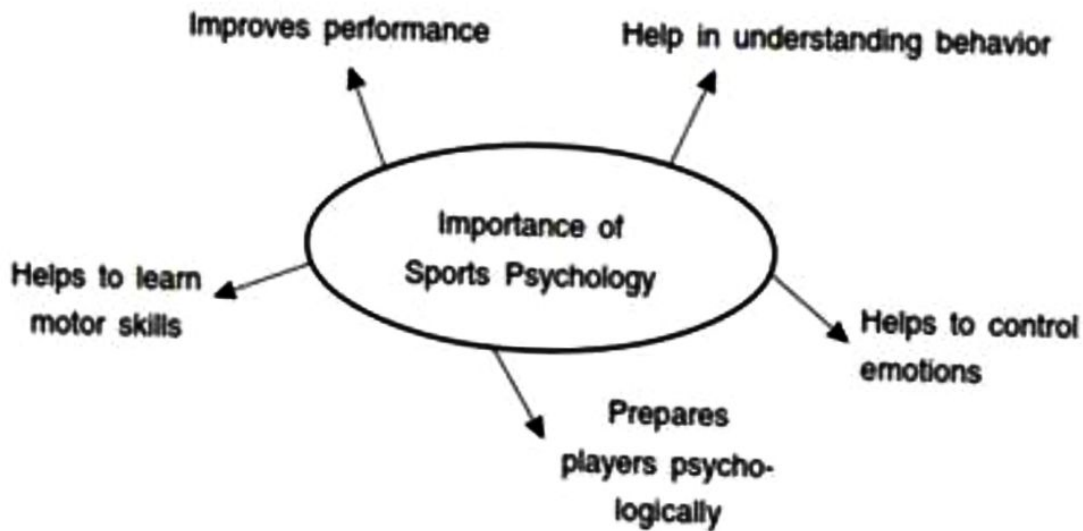 Improves performance
Help in understanding behavior
Importance of
Sports Psychology
Helps to learn
motor skills
Helps to control
emotions
Prepares
players psycho-
logically